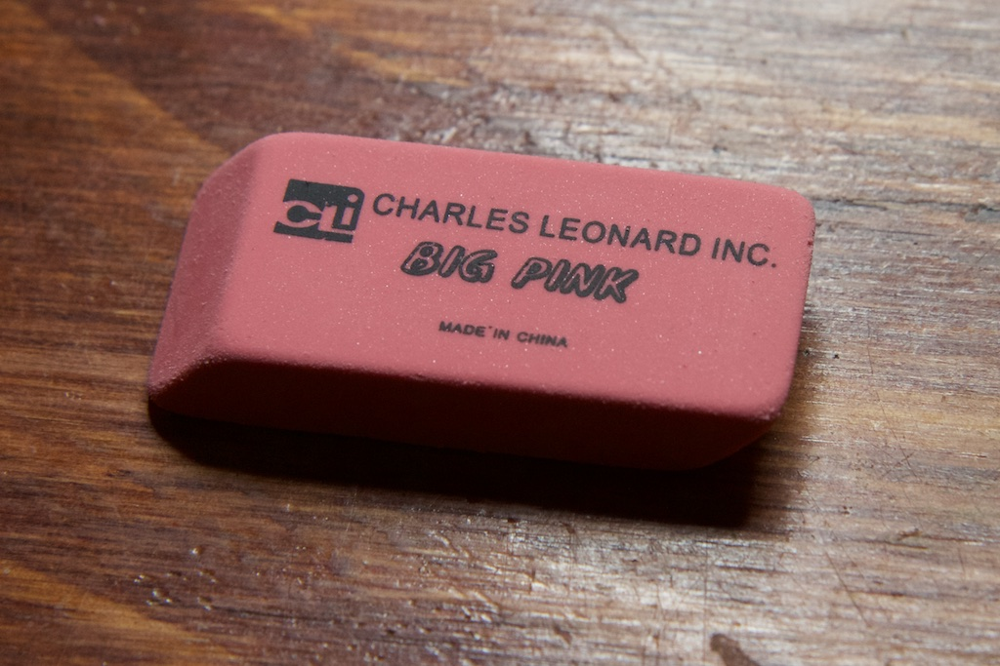 cli CHARLES LEONARD INC.
BIG PINK
MADE IN CHINA